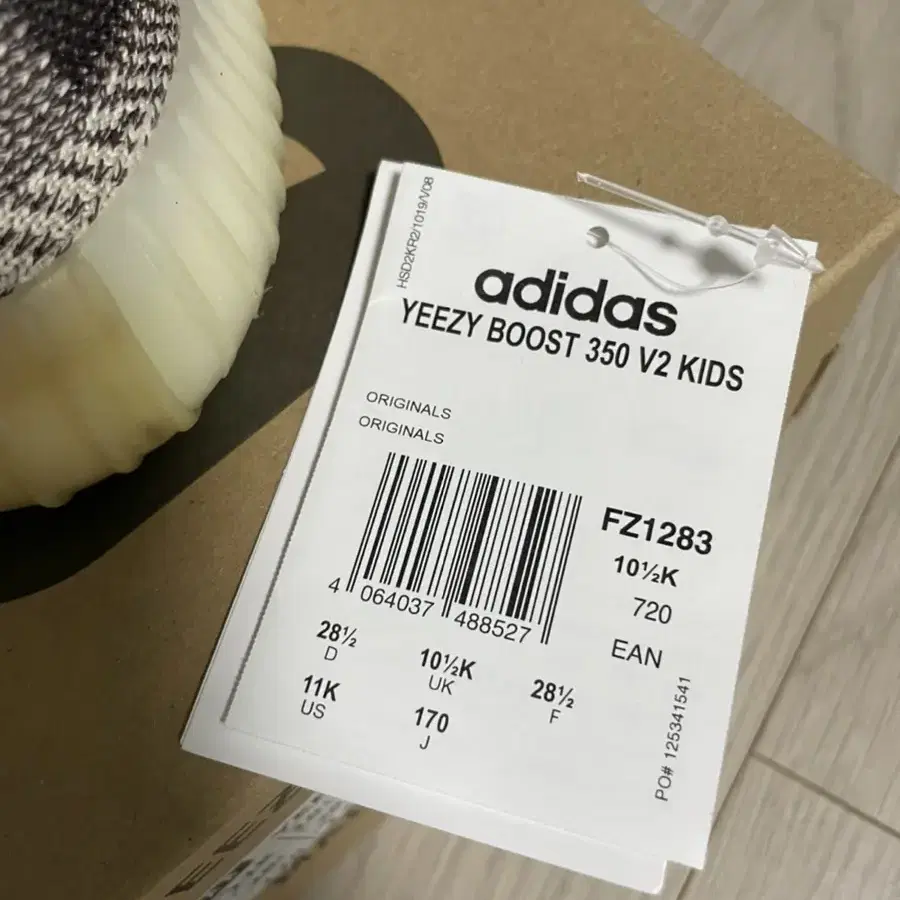 HSD2KR2/1019/V08
adidas
YEEZY BOOST 350 V2 KIDS
ORIGINALS
ORIGINALS
FZ1283
10½K
720
EAN
4 064037 488527
28½
D
10½K
UK
28½
F
11K
US
170
J
PO# 125341541